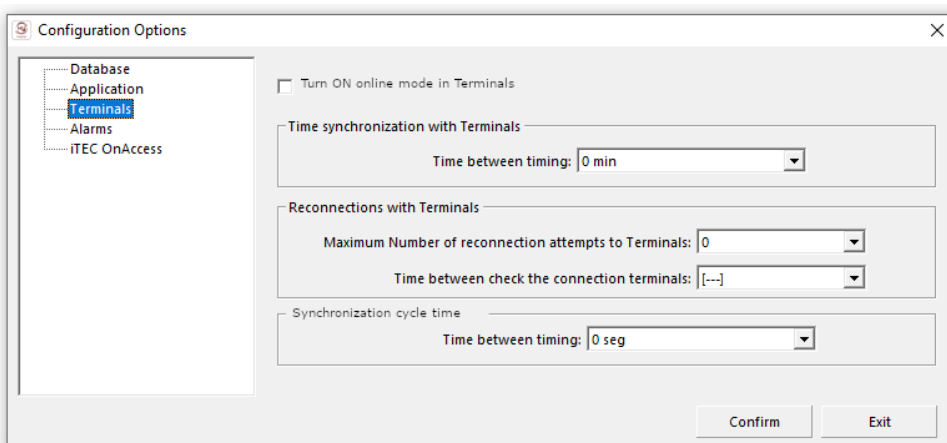 Configuration Options
Database
Application
Terminals
Alarms
iTEC OnAccess
Turn ON online mode in Terminals
Time synchronization with Terminals
Time between timing: 0 min
Reconnections with Terminals
Maximum Number of reconnection attempts to Terminals: 0
Time between check the connection terminals: [---]
Synchronization cycle time
Time between timing: 0 seg
Confirm Exit